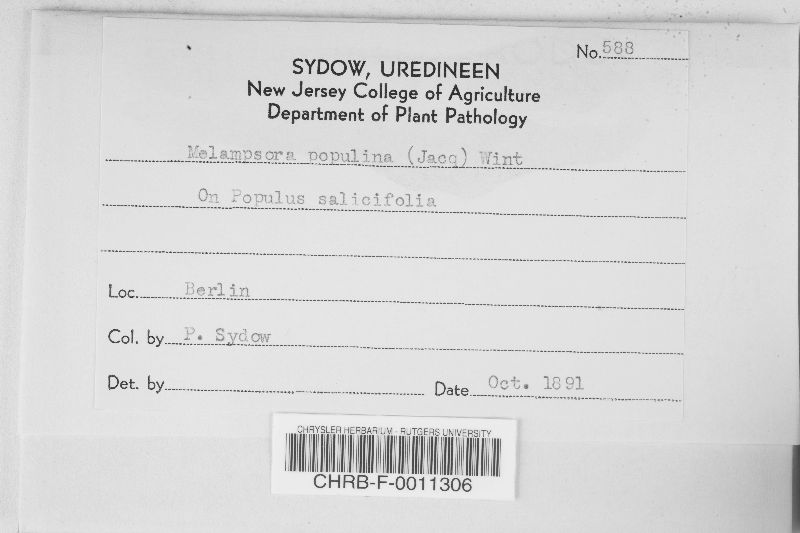 No. 588
SYDOW, UREDINEEN
New Jersey College of Agriculture
Department of Plant Pathology
Melampsora populina (Jacq) Wint
On Populus salicifolia
Loc. Berlin
Col. by P. Sydow
Det. by
Date Oct. 1891
CHRYSLER HERBARIUM - RUTGERS UNIVERSITY
CHRB-F-0011306